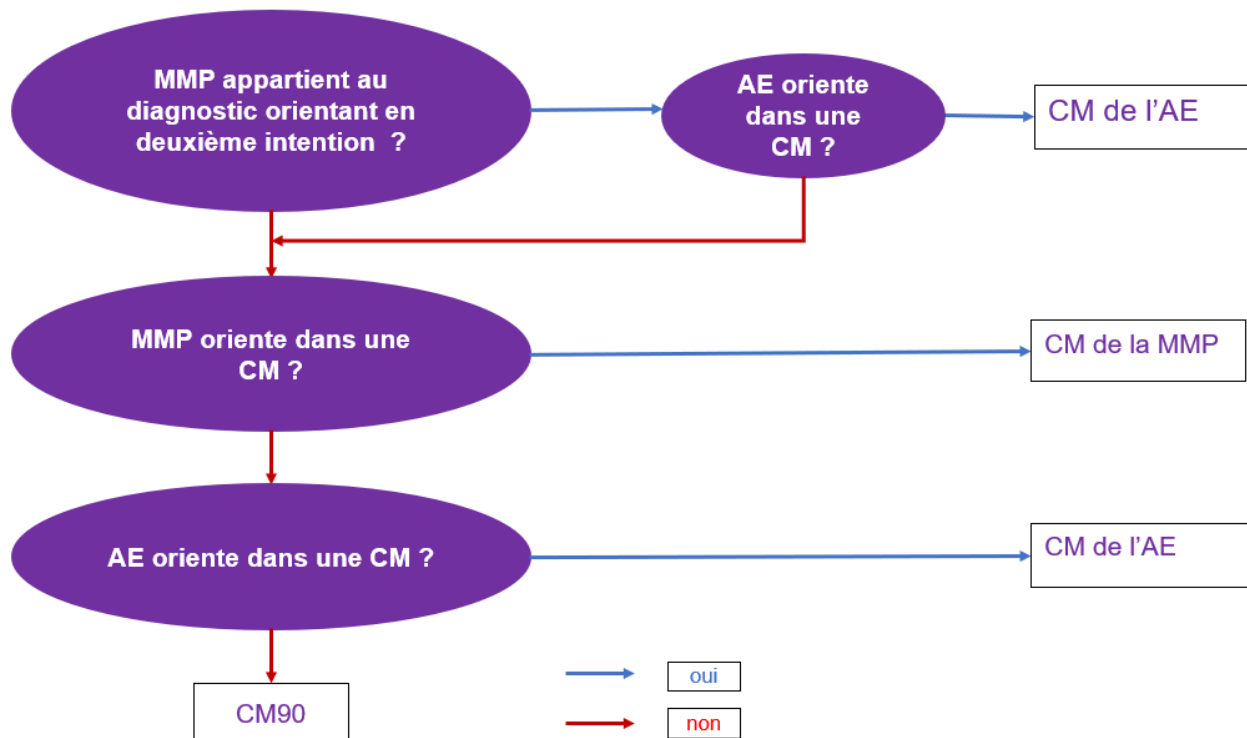 MMP appartient au
diagnostic orientant en
deuxième intention ?
AE oriente
dans une
CM ?
CM de l’AE
MMP oriente dans une
CM ?
CM de la MMP
AE oriente dans une CM ?
CM de l’AE
CM90
oui
non